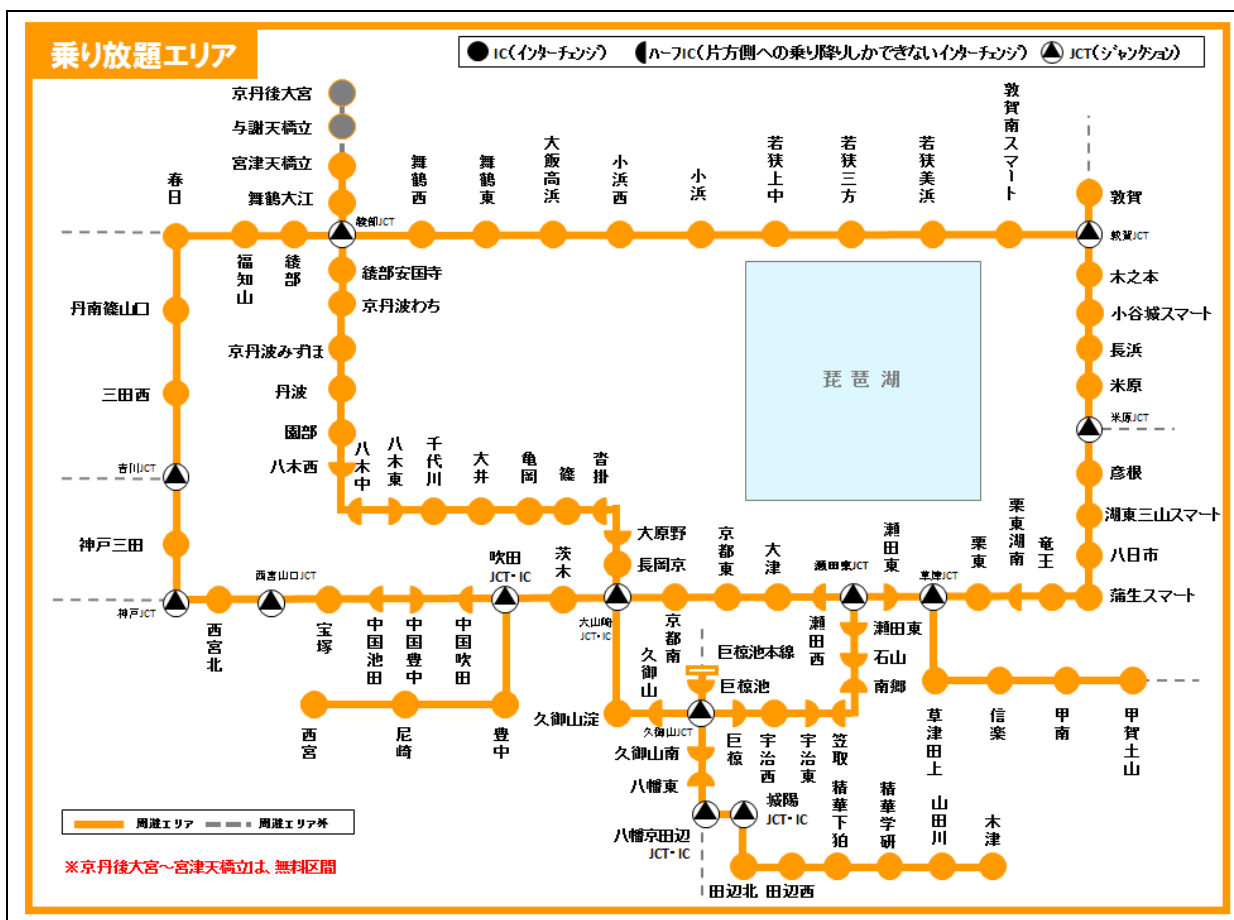 乗り放題エリア
IC(インターチェンジ)
ハーフIC(片方側への乗り降りしかできないインターチェンジ)
JCT(ジャンクション)
京丹後大宮
与謝天橋立
宮津天橋立
舞鶴大江
春日
綾部JCT
舞鶴西
舞鶴東
大飯高浜
小浜西
小浜
若狭上中
若狭三方
若狭美浜
敦賀南スマート
敦賀
敦賀JCT
福知山
綾部
綾部安国寺
京丹波わち
京丹波みずほ
丹波
園部
八木西
八木中
八木東
千代川
大井
亀岡
篠
沓掛
大原野
長岡京
丹南篠山口
三田西
吉川JCT
神戸三田
神戸JCT
琵琶湖
木之本
小谷城スマート
長浜
米原
米原JCT
彦根
湖東三山スマート
八日市
蒲生スマート
西宮北
西宮山口JCT
宝塚
中国池田
中国豊中
中国吹田
吹田
JCT・IC
茨木
大山崎
JCT・IC
京都南
京都東
大津
瀬田西
瀬田東JCT
瀬田東
草津JCT
栗東
栗東湖南
竜王
西宮
尼崎
豊中
久御山淀
久御山
巨椋池本線
巨椋池
久御山JCT
巨椋
宇治西
宇治東
笠取
瀬田東
石山
南郷
草津田上
信楽
甲南
甲賀土山
久御山南
八幡東
八幡京田辺
JCT・IC
城陽
JCT・IC
田辺北
田辺西
精華下狛
精華学研
山田川
木津
周遊エリア
周遊エリア外
※京丹後大宮～宮津天橋立は、無料区間